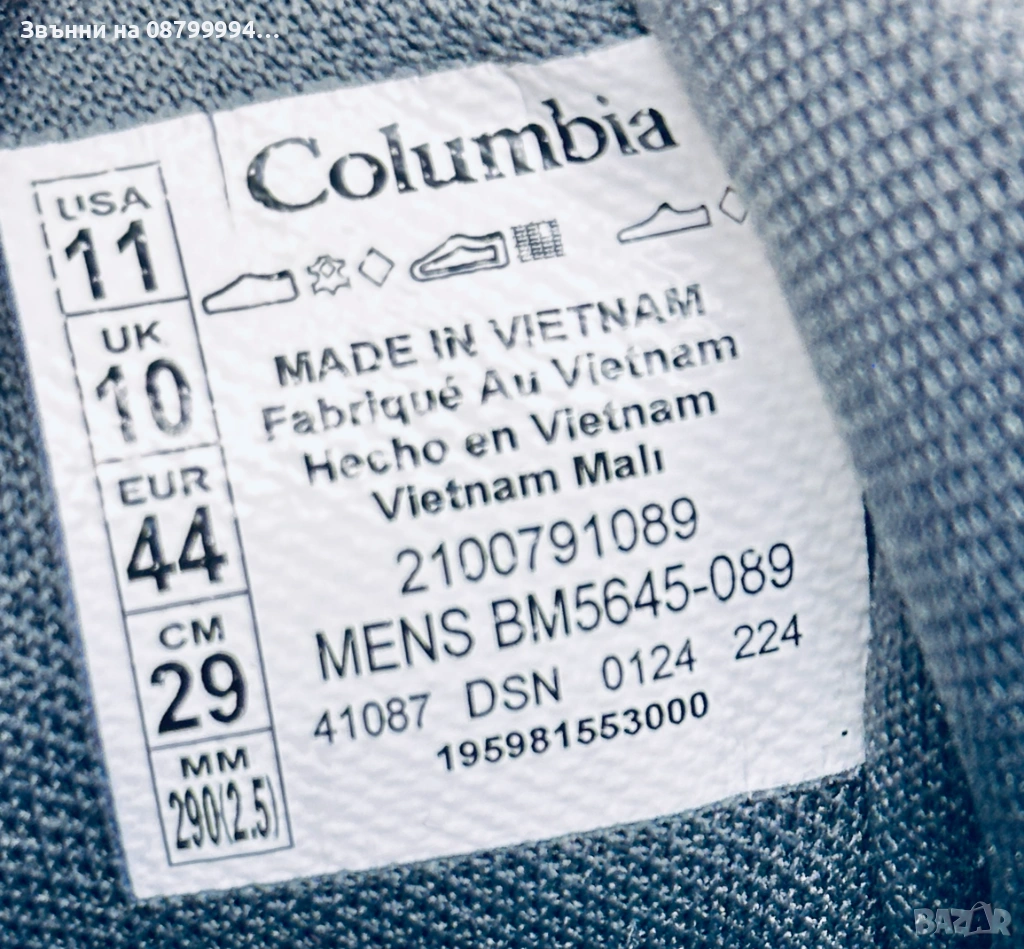 Звънни на 08799994...
Columbia
USA
11
UK
10
EUR
44
CM
29
MM
290(2.5)
MADE IN VIETNAM
Fabriqué Au Vietnam
Hecho en Vietnam
Vietnam Malı
2100791089
MENS BM5645-089
41087 DSN 0124 224
195981553000
BAZAR